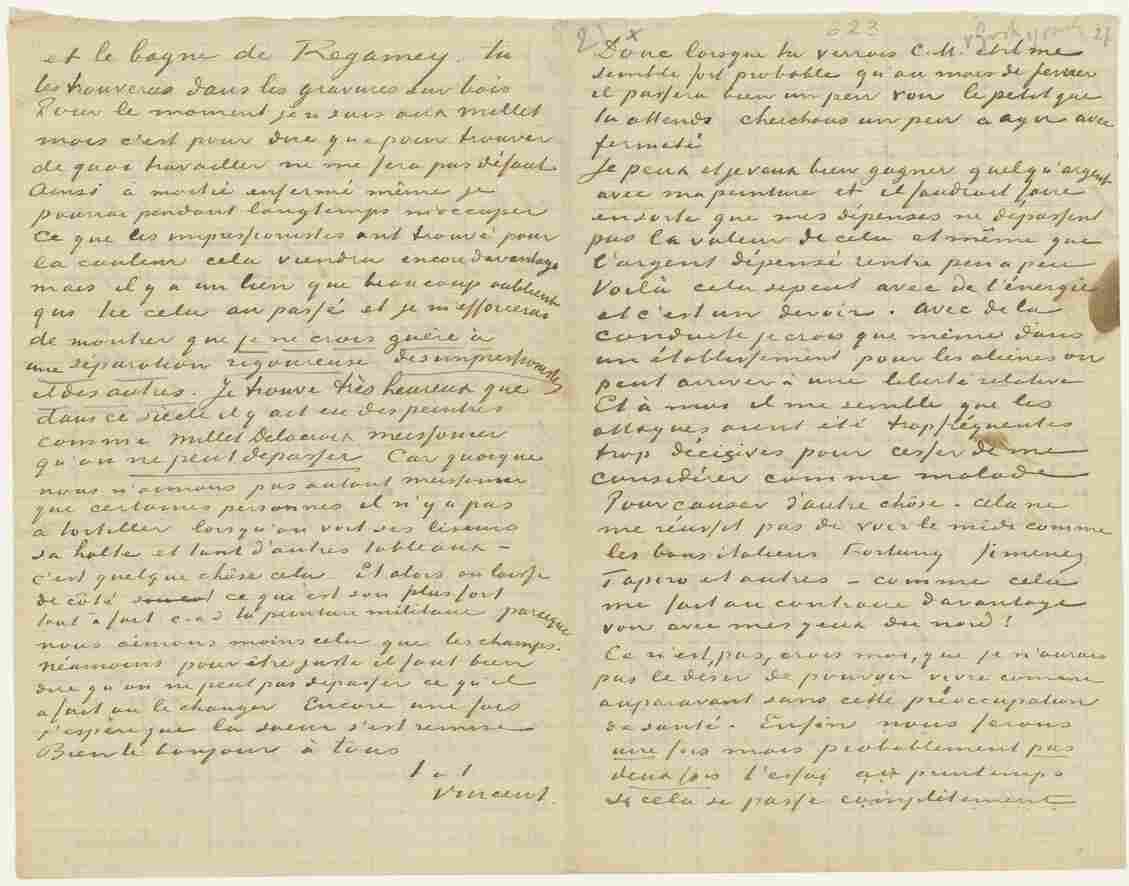 et le bagne de Regamey. tu
les trouveras dans les gravures sur bois
Pour le moment je n'en suis pas aux Millet
mais c'est pour dire que pour trouver
de quoi travailler ne me fera pas défaut
Ainsi à moitié enfermé même je
pourrai pendant longtemps m'occuper
Ce que les impressionistes ont trouvé pour
la couleur cela viendra encore davantage
mais il y a un lien que beaucoup oublient
qui lie cela au passé et je m'efforcerai
de montrer que je ne crois guère à
une séparation rigoureuse des impressionistes
et des autres. Je trouve très heureux que
dans ce siècle il y ait eu des peintres
comme Millet Delacroix Meissonier
qu'on ne peut depasser Car quoique
nous n'aimons pas autant Meissonier
que certaines personnes il n'y a pas
à tortiller lorsqu'on voit ses liseurs
sa halte et tant d'autres tableaux –
c'est quelque chôse cela. Et alors on laisse
de côté ce que est son plus fort
tout à fait c.a.d la peinture militaire parceque
nous aimons moins cela que les champs.
Néamoins pour être juste il faut bien
dire qu'on ne peut pas dépasser ce qu'il
a fait ou le changer Encore une fois
j'espère que la soeur s'est remise
Bien le bonjour à tous
t. à t.
Vincent.
21 x 623 27
Donc lorsque tu verrais C.M. et il me
semble fort probable qu'au mois de janvier
il passera bien un peu voir le petit que
tu attends cherchons un peu à agir avec
fermeté
Je peux et je veux bien gagner quelqu'argent
avec ma peinture et il faudrait faire
ensorte que mes dépenses ne dépassent
pas la valeur de cela et même que
l'argent dépensé rentre peu a peu
Voilà cela se peut avec de l'énergie
et c'est un devoir. Avec de la
conduite je crois que même dans
un établissement pour les alienes on
peut arriver à une liberté relative
Et à moi il me semble que les
attaques aient été trop fréquentes
trop décisives pour cesser de me
considérer comme malade
Pour causer d'autre chôse – cela ne
me réussit pas de voir le midi comme
les bons italiens Fortuny Jimenez
Tapiro et autres – comme cela
me fait au contraire davantage
voir avec mes yeux du nord!
Ce n'est, pas, crois moi, que je n'aurais
pas le désir de pouvoir vivre comme
auparavant sans cette préoccupation
de santé. Enfin nous ferons
une fois mais probablement pas
deux fois l'essai au printemps
si cela se passe complètement